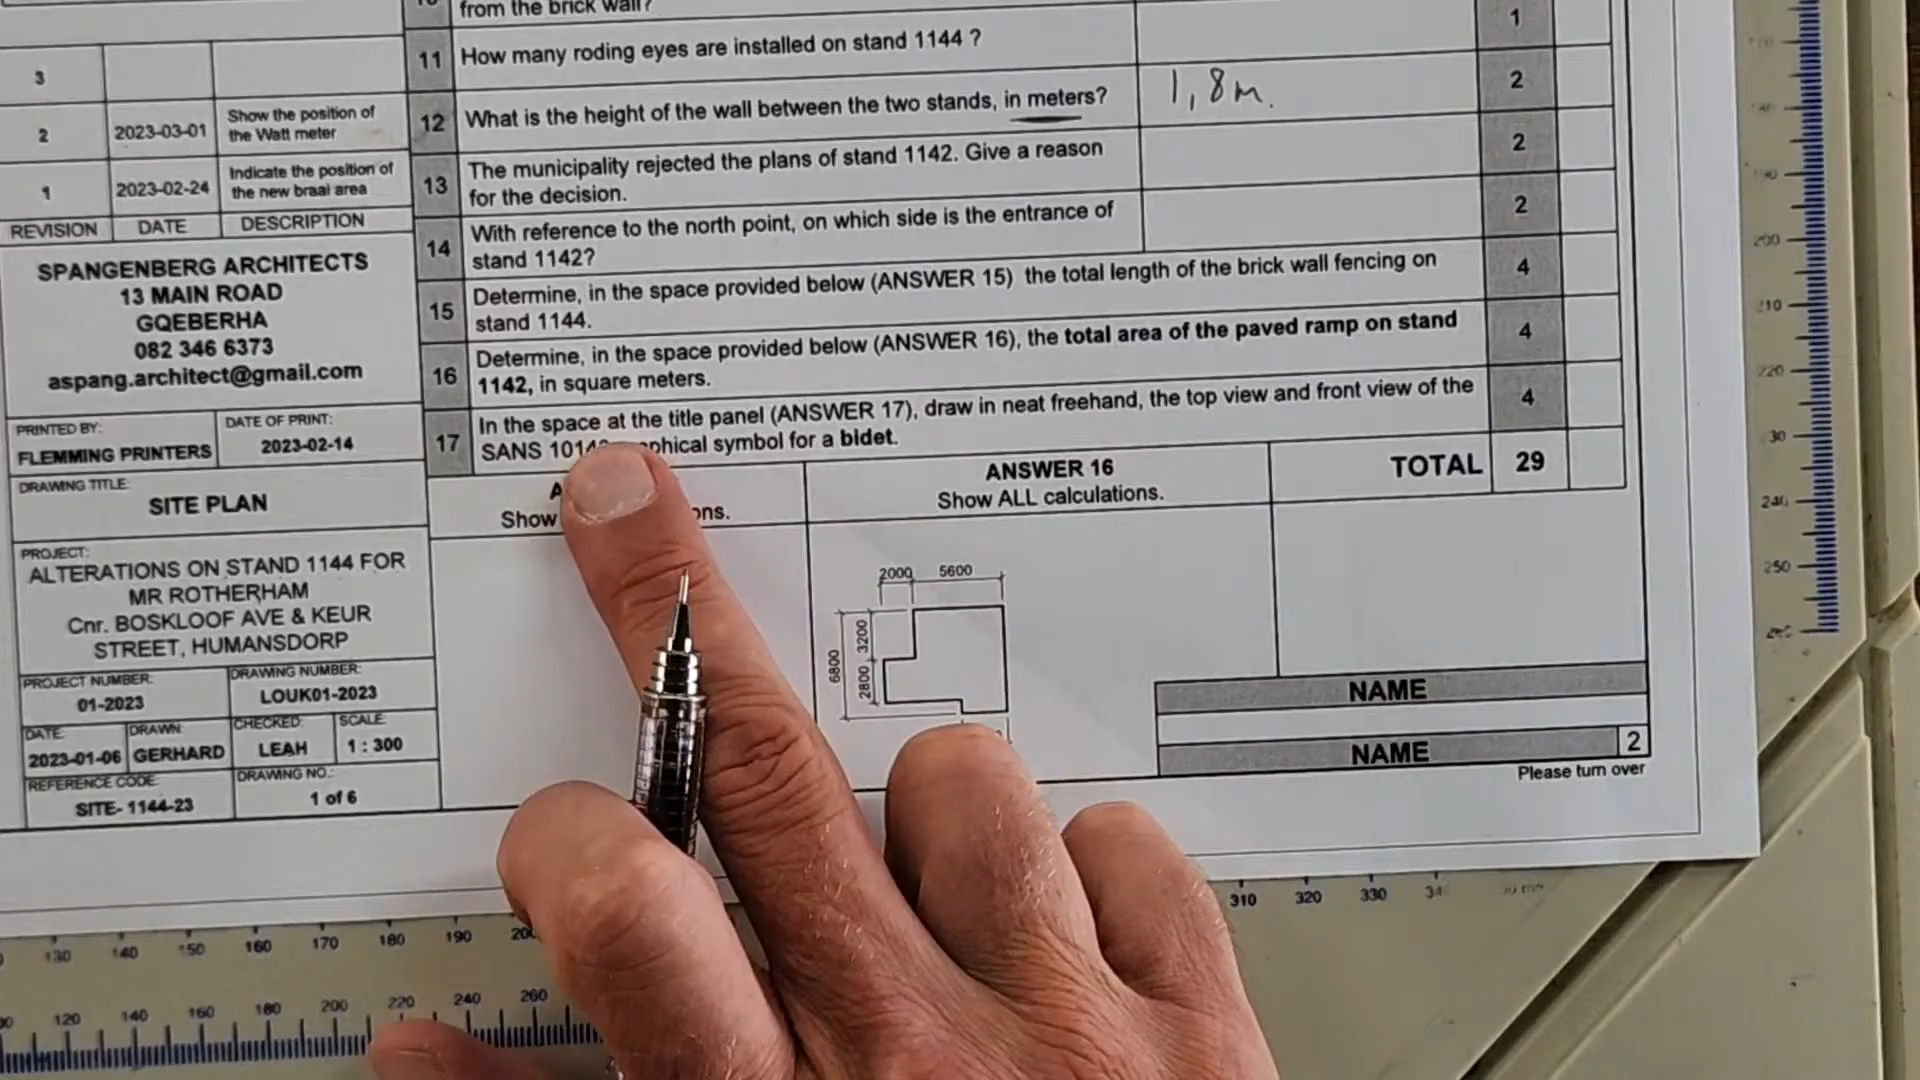 from the brick wall?
1
11 How many roding eyes are installed on stand 1144 ?
2
12 What is the height of the wall between the two stands, in meters?
1,8m.
2
13 The municipality rejected the plans of stand 1142. Give a reason
for the decision.
2
14 With reference to the north point, on which side is the entrance of
stand 1142?
4
15 Determine, in the space provided below (ANSWER 15) the total length of the brick wall fencing on
stand 1144.
4
16 Determine, in the space provided below (ANSWER 16), the total area of the paved ramp on stand
1142, in square meters.
4
17 In the space at the title panel (ANSWER 17), draw in neat freehand, the top view and front view of the
SANS symbol for a bidet.
TOTAL 29
3
2 2023-03-01 Show the position of
the Watt meter
1 2023-02-24 Indicate the position of
the new braai area
REVISION DATE DESCRIPTION
SPANGENBERG ARCHITECTS
13 MAIN ROAD
GQEBERHA
082 346 6373
aspang.architect@gmail.com
PRINTED BY: DATE OF PRINT:
FLEMMING PRINTERS 2023-02-14
DRAWING TITLE:
SITE PLAN
PROJECT:
ALTERATIONS ON STAND 1144 FOR
MR ROTHERHAM
Cnr. BOSKLOOF AVE & KEUR
STREET, HUMANSDORP
PROJECT NUMBER: DRAWING NUMBER:
01-2023 LOUK01-2023
DATE: DRAWN: CHECKED: SCALE:
2023-01-06 GERHARD LEAH 1 : 300
REFERENCE CODE: DRAWING NO.:
SITE- 1144-23 1 of 6
Show
ANSWER 16
Show ALL calculations.
2000 5600
6800
3200
2800
NAME
NAME
2
Please turn over
190
200
210
220
240
250
130 140 150 160 170 180 190
310 320 330
120 140 160 180 200 220 240 260